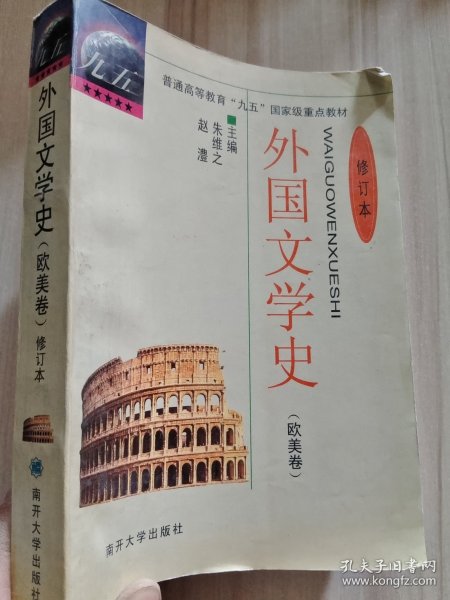 九五
★★★★★
外国文学史
（欧美卷）
修订本
南开大学出版社
九五
★★★★★
普通高等教育“九五”国家级重点教材
主编
朱维之
赵澧
外国文学史
（欧美卷）
WAIGUOWENXUESHI
修订本
南开大学出版社
孔夫子旧书网
www.kongfz.com